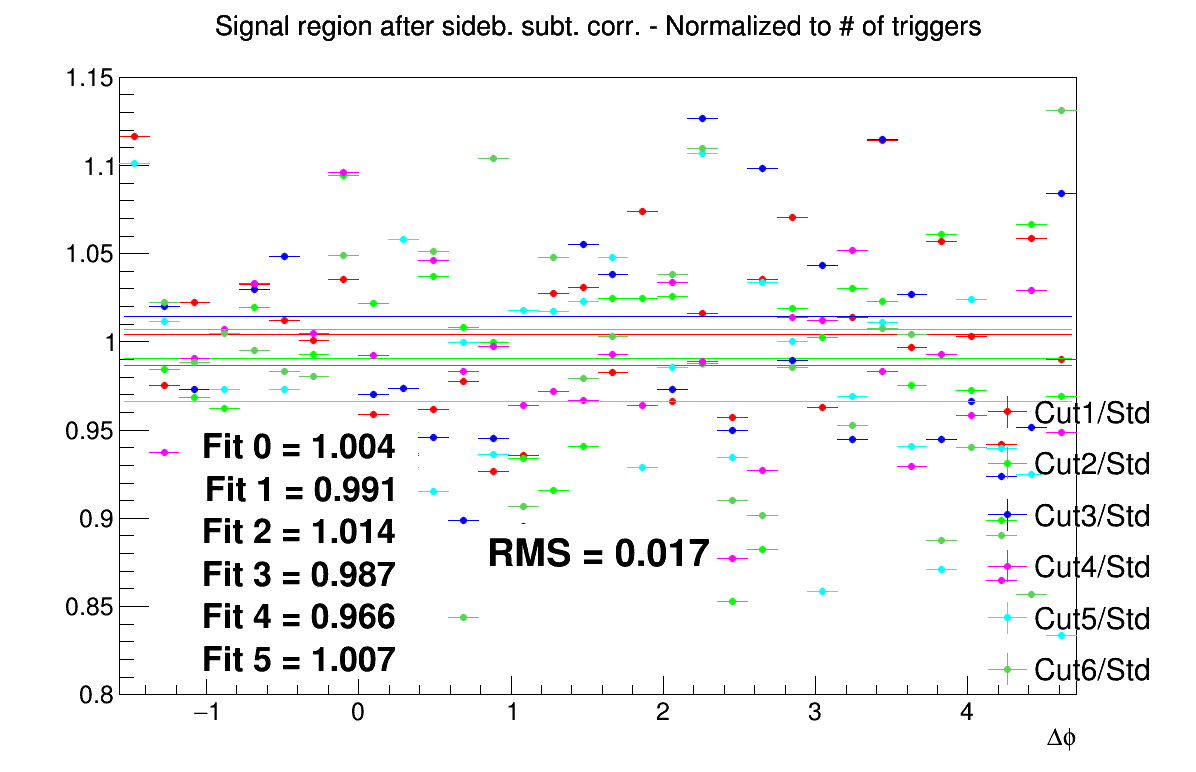 Signal region after sideb. subt. corr. - Normalized to # of triggers
1.15
1.1
1.05
1
0.95
0.9
0.85
0.8
Fit 0 = 1.004
Fit 1 = 0.991
Fit 2 = 1.014
Fit 3 = 0.987
Fit 4 = 0.966
Fit 5 = 1.007
RMS = 0.017
Cut1/Std
Cut2/Std
Cut3/Std
Cut4/Std
Cut5/Std
Cut6/Std
−1 0 1 2 3 4
Δϕ